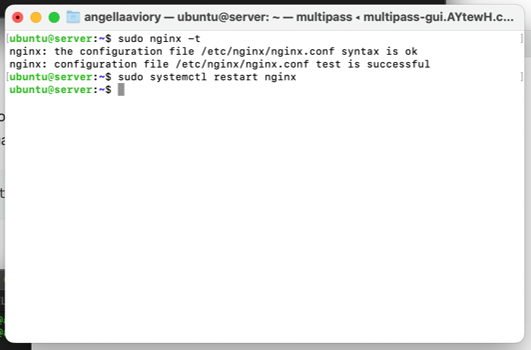 angellaaviory — ubuntu@server: ~ — multipass ◂ multipass-gui.AYtewH.c...
ubuntu@server:~$ sudo nginx -t
nginx: the configuration file /etc/nginx/nginx.conf syntax is ok
nginx: configuration file /etc/nginx/nginx.conf test is successful
ubuntu@server:~$ sudo systemctl restart nginx
ubuntu@server:~$